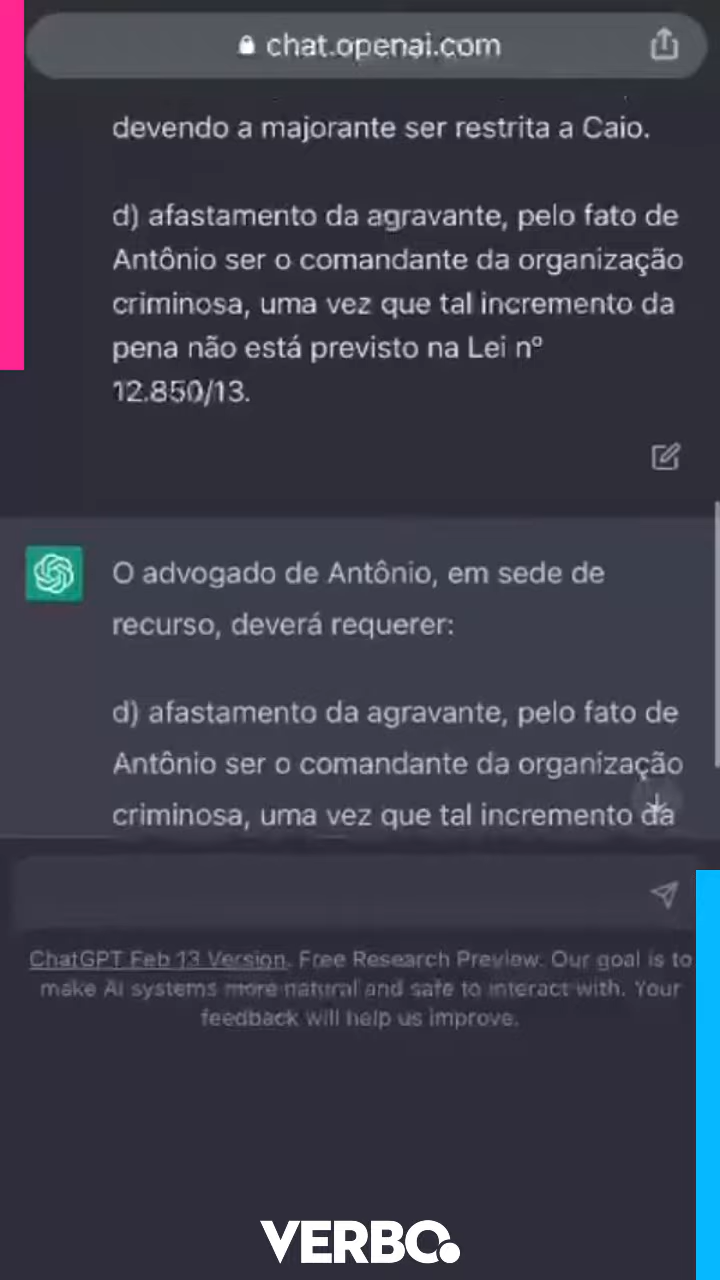 chat.openai.com
devendo a majorante ser restrita a Caio.
d) afastamento da agravante, pelo fato de
Antônio ser o comandante da organização
criminosa, uma vez que tal incremento da
pena não está previsto na Lei nº
12.850/13.
O advogado de Antônio, em sede de
recurso, deverá requerer:
d) afastamento da agravante, pelo fato de
Antônio ser o comandante da organização
criminosa, uma vez que tal incremento da
ChatGPT Feb 13 Version. Free Research Preview. Our goal is to
make AI systems more natural and safe to interact with. Your
feedback will help us improve.
VERBO.